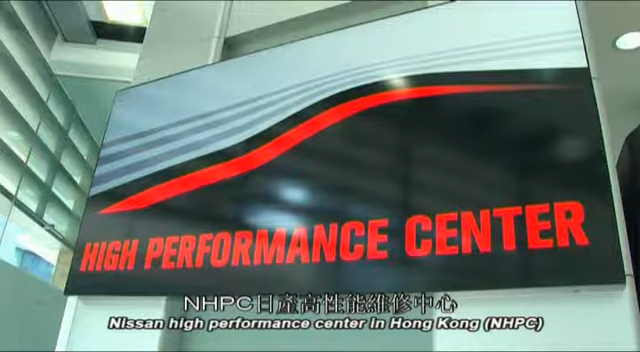 HIGH PERFORMANCE CENTER
NHPC日產高性能維修中心
Nissan high performance center in Hong Kong (NHPC)